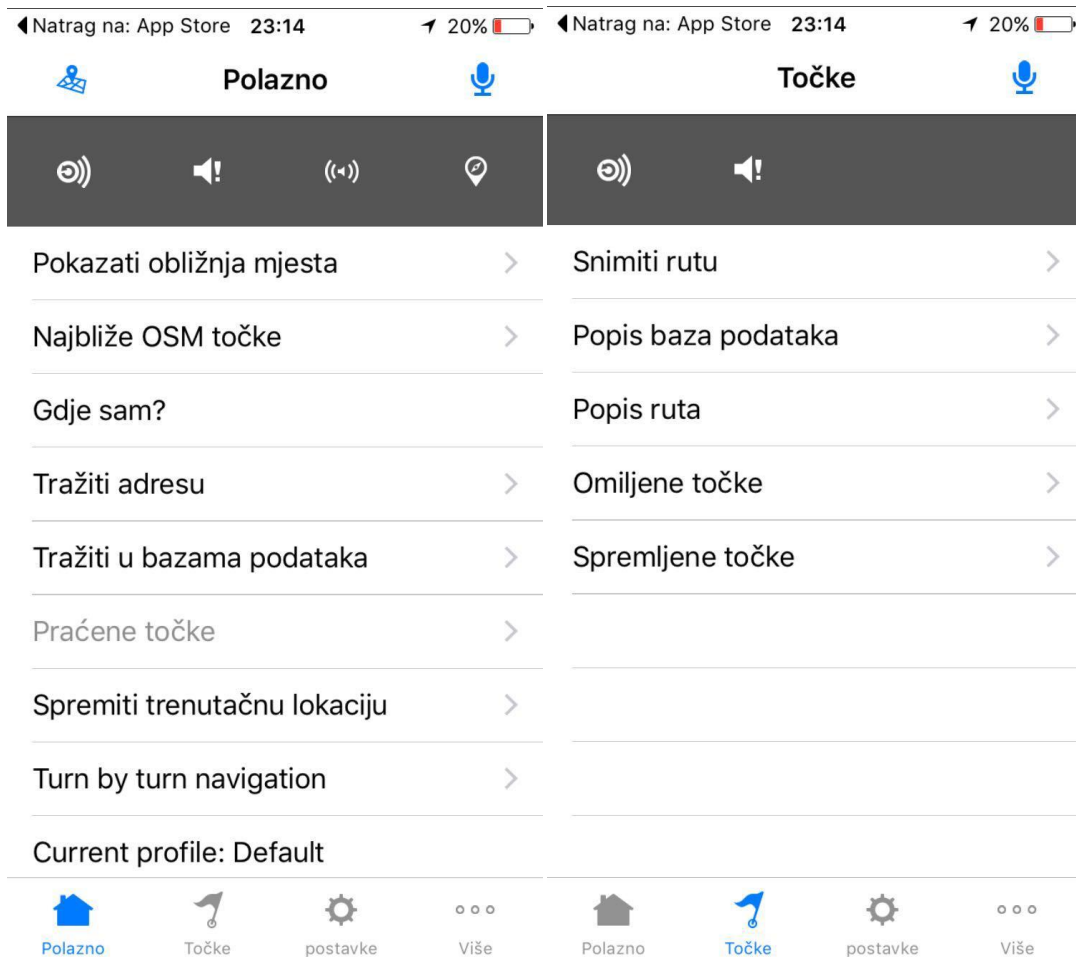 Natrag na: App Store 23:14 20%
Polazno
Pokazati obližnja mjesta
Najbliže OSM točke
Gdje sam?
Tražiti adresu
Tražiti u bazama podataka
Praćene točke
Spremiti trenutačnu lokaciju
Turn by turn navigation
Current profile: Default
Polazno Točke postavke Više
Natrag na: App Store 23:14 20%
Točke
Snimiti rutu
Popis baza podataka
Popis ruta
Omiljene točke
Spremljene točke
Polazno Točke postavke Više